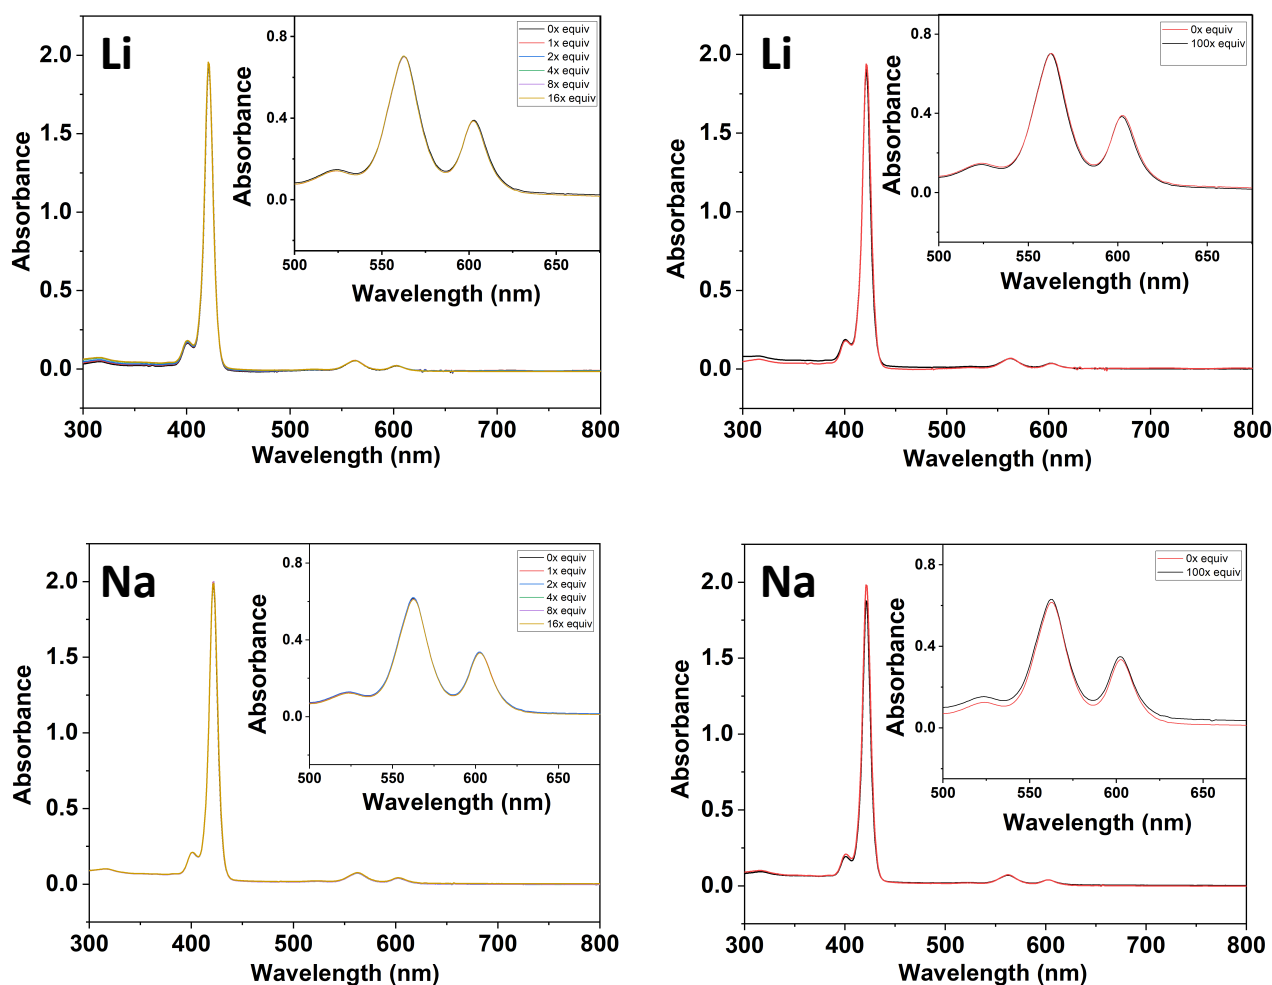 Li
0x equiv
1x equiv
2x equiv
4x equiv
8x equiv
16x equiv
0.8
0.4
0.0
Absorbance
500 550 600 650
Wavelength (nm)
2.0
1.5
1.0
0.5
0.0
Absorbance
300 400 500 600 700 800
Wavelength (nm)
Li
0x equiv
100x equiv
0.8
0.4
0.0
Absorbance
500 550 600 650
Wavelength (nm)
2.0
1.5
1.0
0.5
0.0
Absorbance
300 400 500 600 700 800
Wavelength (nm)
Na
0x equiv
1x equiv
2x equiv
4x equiv
8x equiv
16x equiv
0.8
0.4
0.0
Absorbance
500 550 600 650
Wavelength (nm)
2.0
1.5
1.0
0.5
0.0
Absorbance
300 400 500 600 700 800
Wavelength (nm)
Na
0x equiv
100x equiv
0.8
0.4
0.0
Absorbance
500 550 600 650
Wavelength (nm)
2.0
1.5
1.0
0.5
0.0
Absorbance
300 400 500 600 700 800
Wavelength (nm)